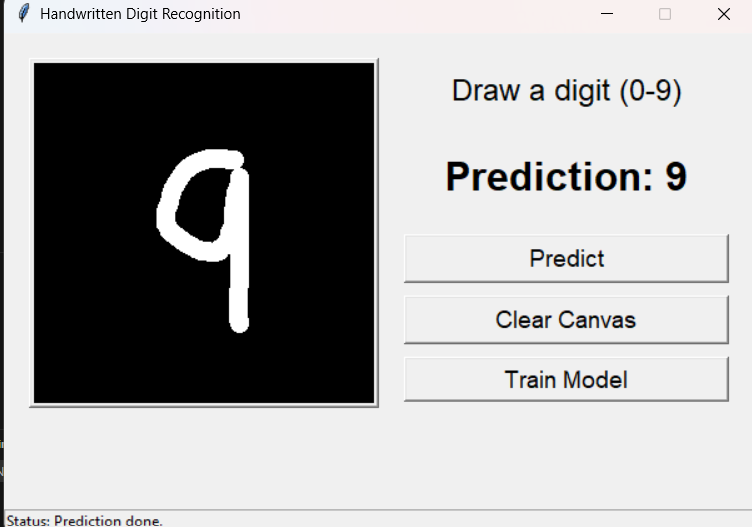 Handwritten Digit Recognition
9
Draw a digit (0-9)
Prediction: 9
Predict
Clear Canvas
Train Model
Status: Prediction done.